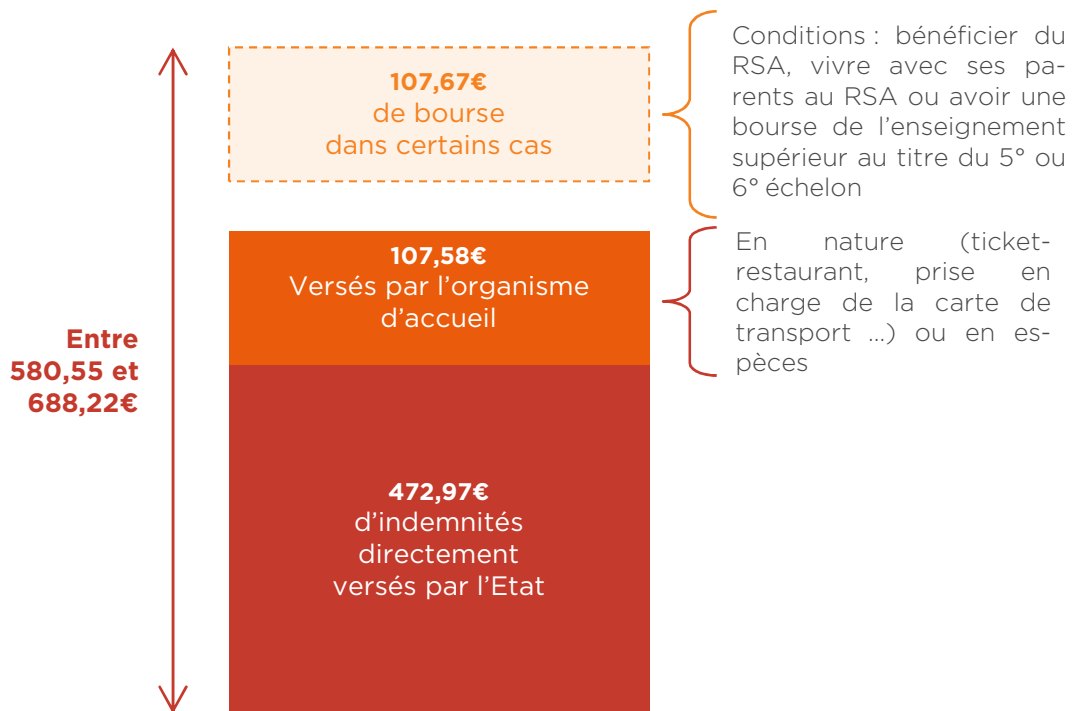 107,67€
de bourse
dans certains cas
Conditions : bénéficier du
RSA, vivre avec ses pa-
rents au RSA ou avoir une
bourse de l'enseignement
supérieur au titre du 5° ou
6° échelon
107,58€
Versés par l'organisme
d'accueil
En nature (ticket-
restaurant, prise en
charge de la carte de
transport ...) ou en es-
pèces
Entre
580,55 et
688,22€
472,97€
d'indemnités
directement
versés par l'Etat